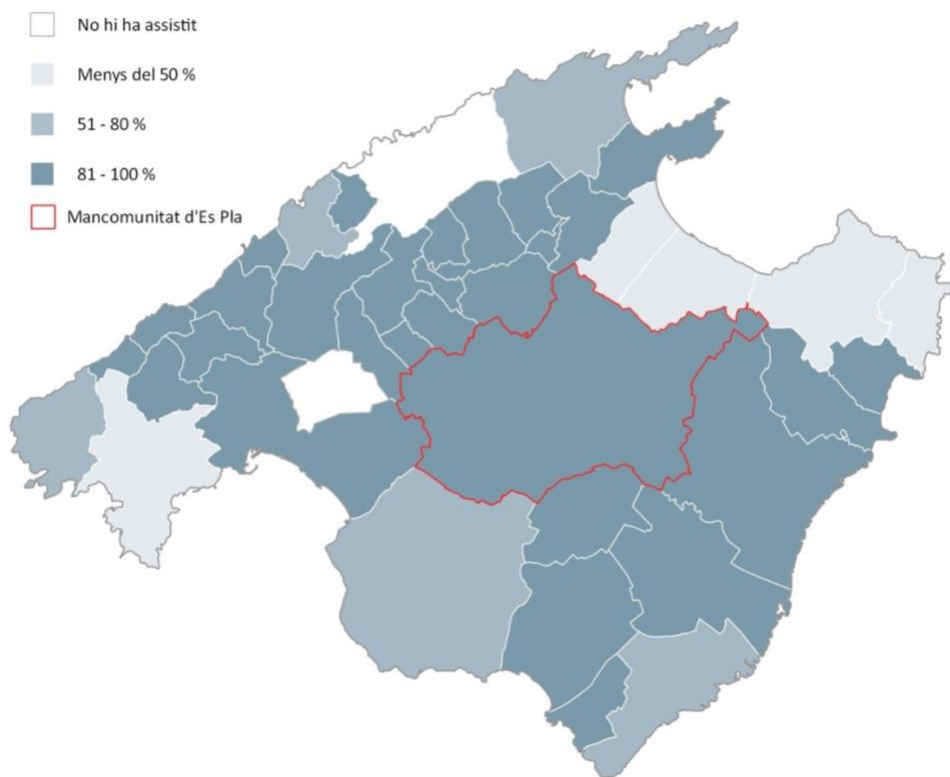 No hi ha assistit
Menys del 50 %
51 - 80 %
81 - 100 %
Mancomunitat d'Es Pla